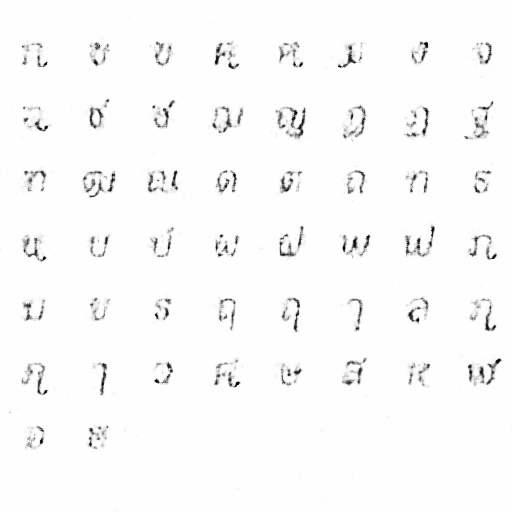 ก ข ฃ ค ฅ ฆ ง จ
ฉ ช ซ ฌ ญ ฎ ฏ ฐ
ฑ ฒ ณ ด ต ถ ท ธ
น บ ป ผ ฝ พ ฟ ภ
ม ย ร ฤ ฤ ๅ ล ฦ
ฦ ๅ ว ศ ษ ส ห ฬ
อ ฮ